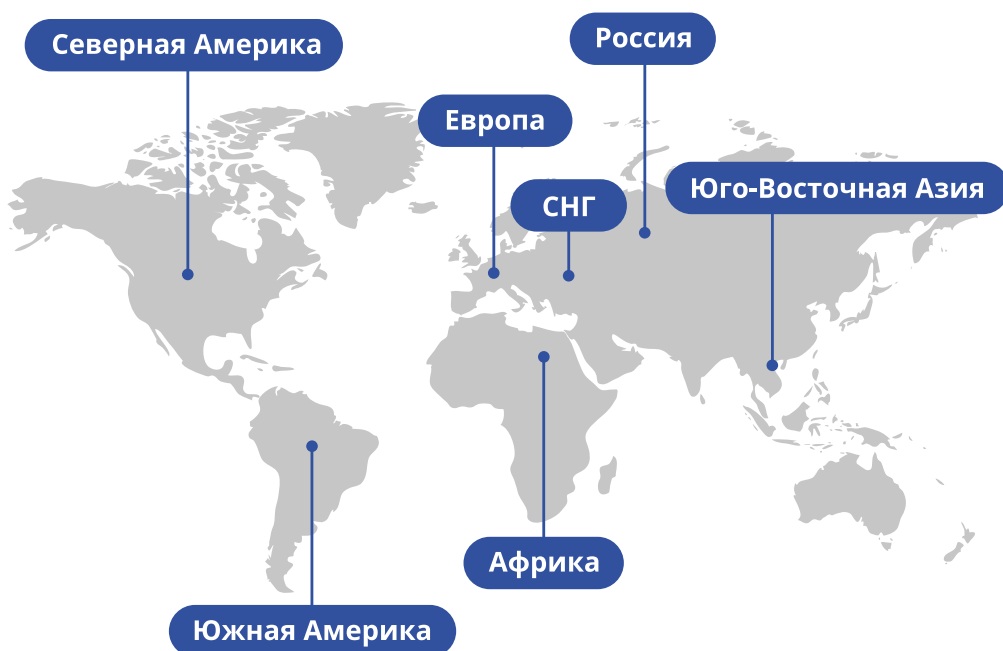 Северная Америка
Россия
Европа
Юго-Восточная Азия
СНГ
Африка
Южная Америка